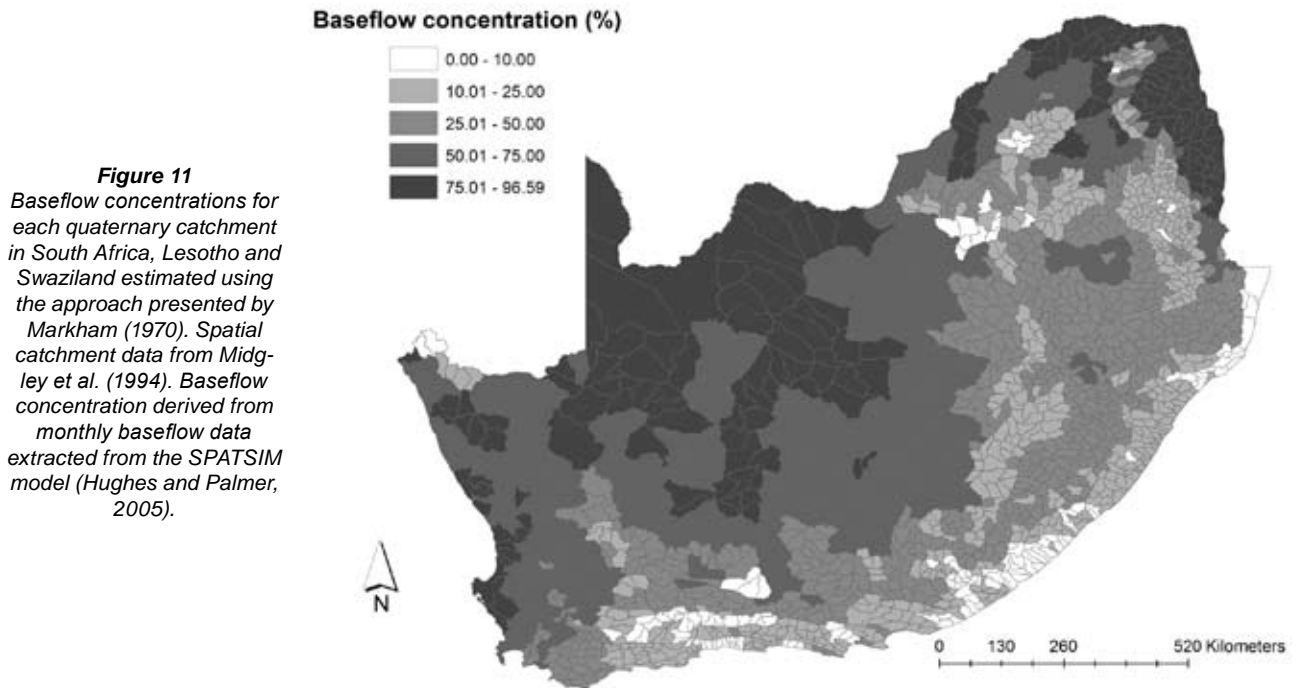 Baseflow concentration (%)
0.00 - 10.00
10.01 - 25.00
25.01 - 50.00
50.01 - 75.00
75.01 - 96.59
Figure 11
Baseflow concentrations for
each quaternary catchment
in South Africa, Lesotho and
Swaziland estimated using
the approach presented by
Markham (1970). Spatial
catchment data from Midg-
ley et al. (1994). Baseflow
concentration derived from
monthly baseflow data
extracted from the SPATSIM
model (Hughes and Palmer,
2005).
N
0 130 260 520 Kilometers